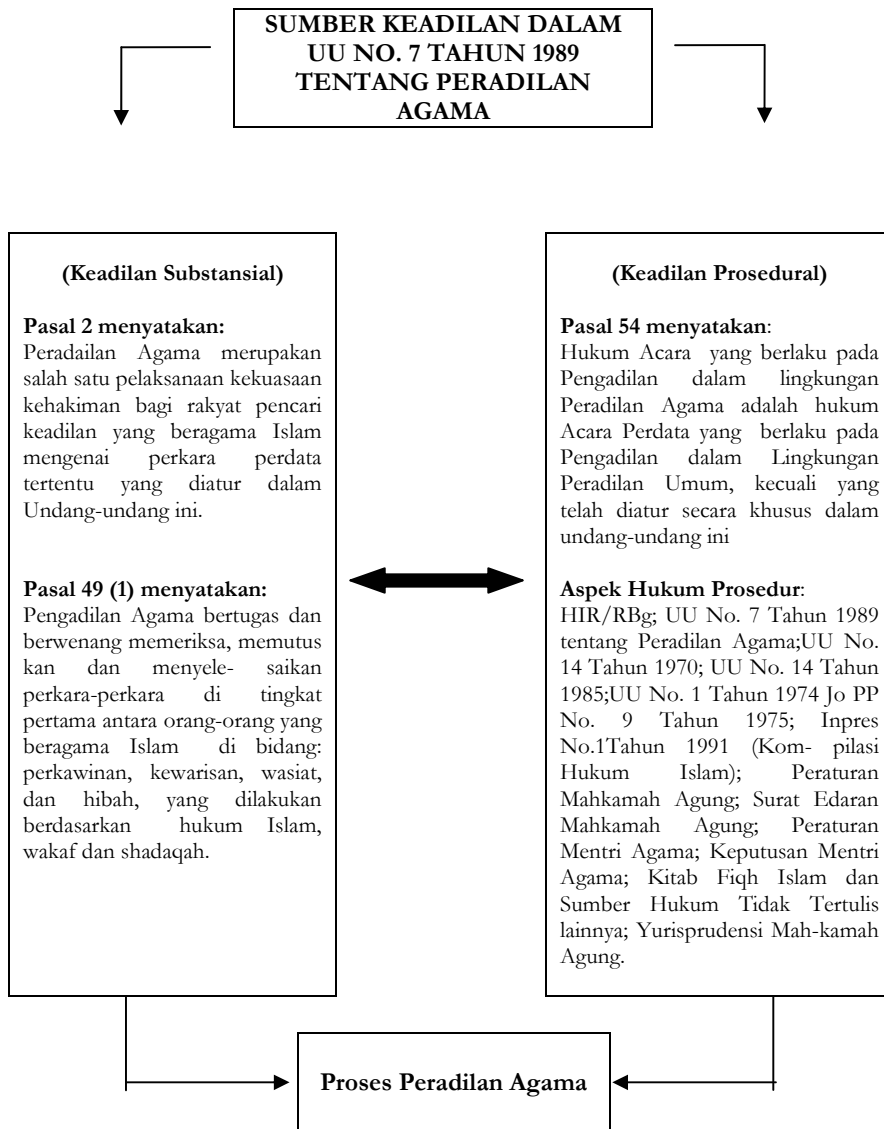 SUMBER KEADILAN DALAM
UU NO. 7 TAHUN 1989
TENTANG PERADILAN
AGAMA
(Keadilan Substansial)
Pasal 2 menyatakan:
Peradailan Agama merupakan
salah satu pelaksanaan kekuasaan
kehakiman bagi rakyat pencari
keadilan yang beragama Islam
mengenai perkara perdata
tertentu yang diatur dalam
Undang-undang ini.
Pasal 49 (1) menyatakan:
Pengadilan Agama bertugas dan
berwenang memeriksa, memutus
kan dan menyele- saikan
perkara-perkara di tingkat
pertama antara orang-orang yang
beragama Islam di bidang:
perkawinan, kewarisan, wasiat,
dan hibah, yang dilakukan
berdasarkan hukum Islam,
wakaf dan shadaqah.
(Keadilan Prosedural)
Pasal 54 menyatakan:
Hukum Acara yang berlaku pada
Pengadilan dalam lingkungan
Peradilan Agama adalah hukum
Acara Perdata yang berlaku pada
Pengadilan dalam Lingkungan
Peradilan Umum, kecuali yang
telah diatur secara khusus dalam
undang-undang ini
Aspek Hukum Prosedur:
HIR/RBg; UU No. 7 Tahun 1989
tentang Peradilan Agama;UU No.
14 Tahun 1970; UU No. 14 Tahun
1985;UU No. 1 Tahun 1974 Jo PP
No. 9 Tahun 1975; Inpres
No.1Tahun 1991 (Kom- pilasi
Hukum Islam); Peraturan
Mahkamah Agung; Surat Edaran
Mahkamah Agung; Peraturan
Mentri Agama; Keputusan Mentri
Agama; Kitab Fiqh Islam dan
Sumber Hukum Tidak Tertulis
lainnya; Yurisprudensi Mah-kamah
Agung.
Proses Peradilan Agama